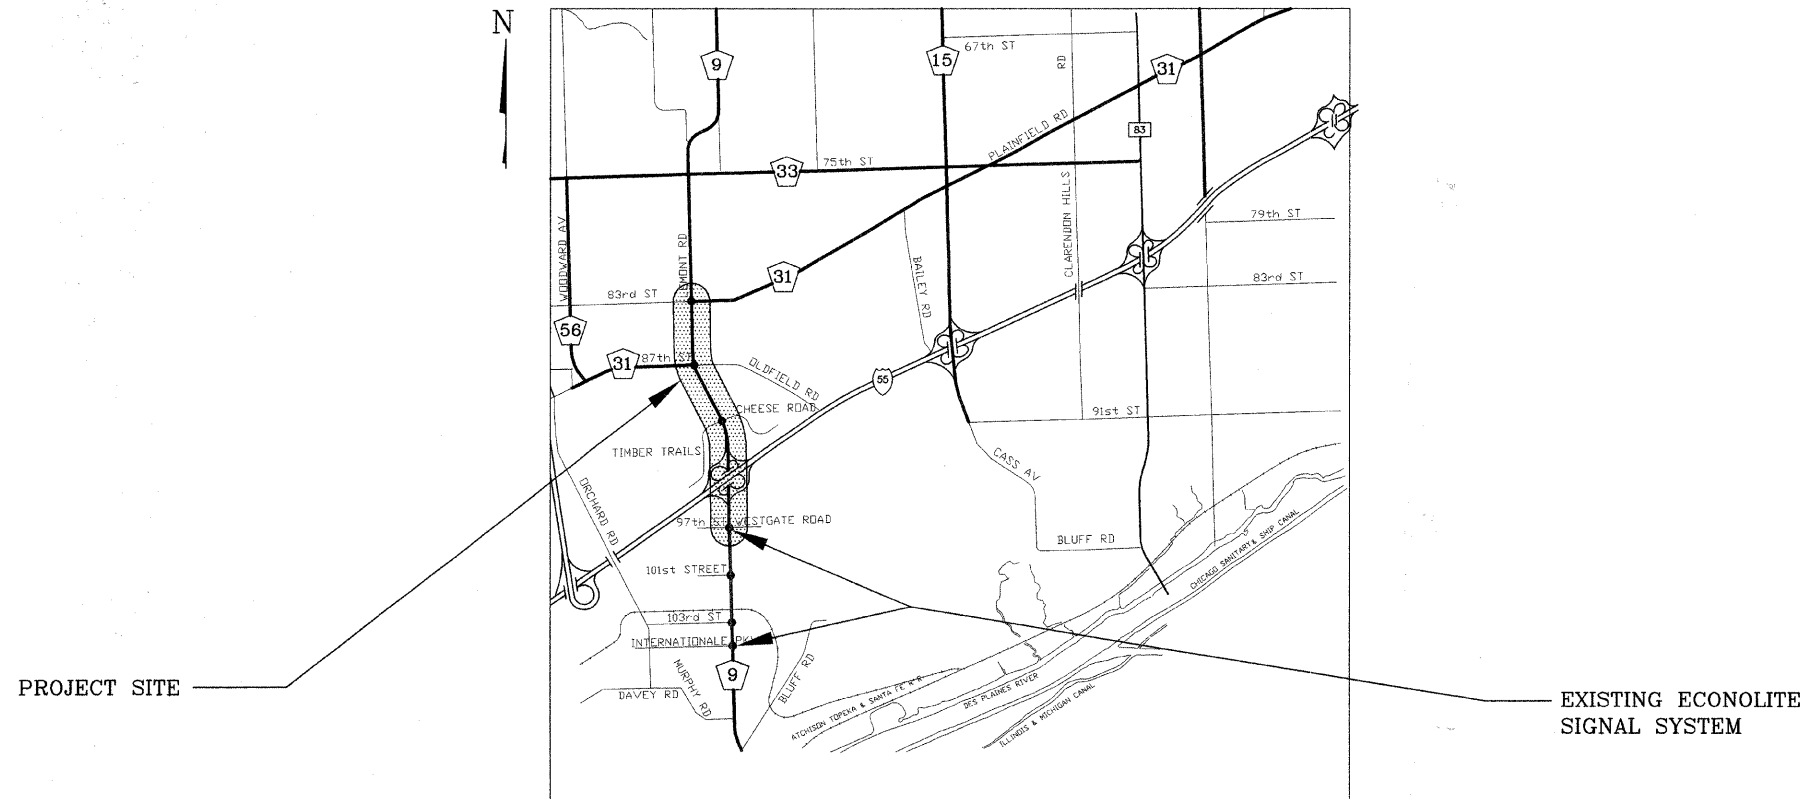 N
9
15
67th ST
RD
31
83
PLAINFIELD RD
75th ST
33
CLARENDON HILLS
79th ST
WOODWARD AV
MONT RD
31
BAILEY RD
83rd ST
83rd ST
56
31
87th ST
OLDFIELD RD
55
CHEESE ROAD
91st ST
TIMBER TRAILS
CASS AV
ORCHARD RD
97th ST
WESTGATE ROAD
BLUFF RD
101st STREET
CHICAGO SANITARY & SHIP CANAL
103rd ST
INTERNATIONALE PKY
9
MURPHY RD
BLUFF RD
DAVEY RD
PROJECT SITE
ATCHISON TOPEKA & SANTA FE R R
DES PLAINES RIVER
ILLINOIS & MICHIGAN CANAL
EXISTING ECONOLITE
SIGNAL SYSTEM